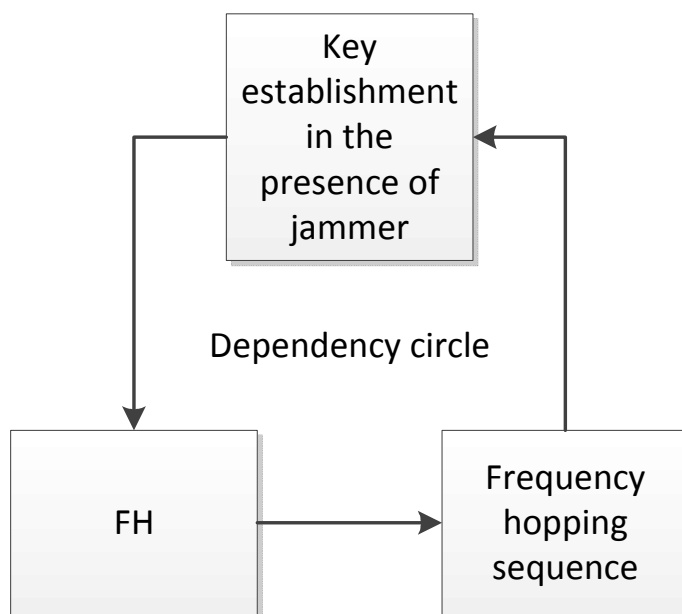 Key
establishment
in the
presence of
jammer
Dependency circle
FH
Frequency
hopping
sequence